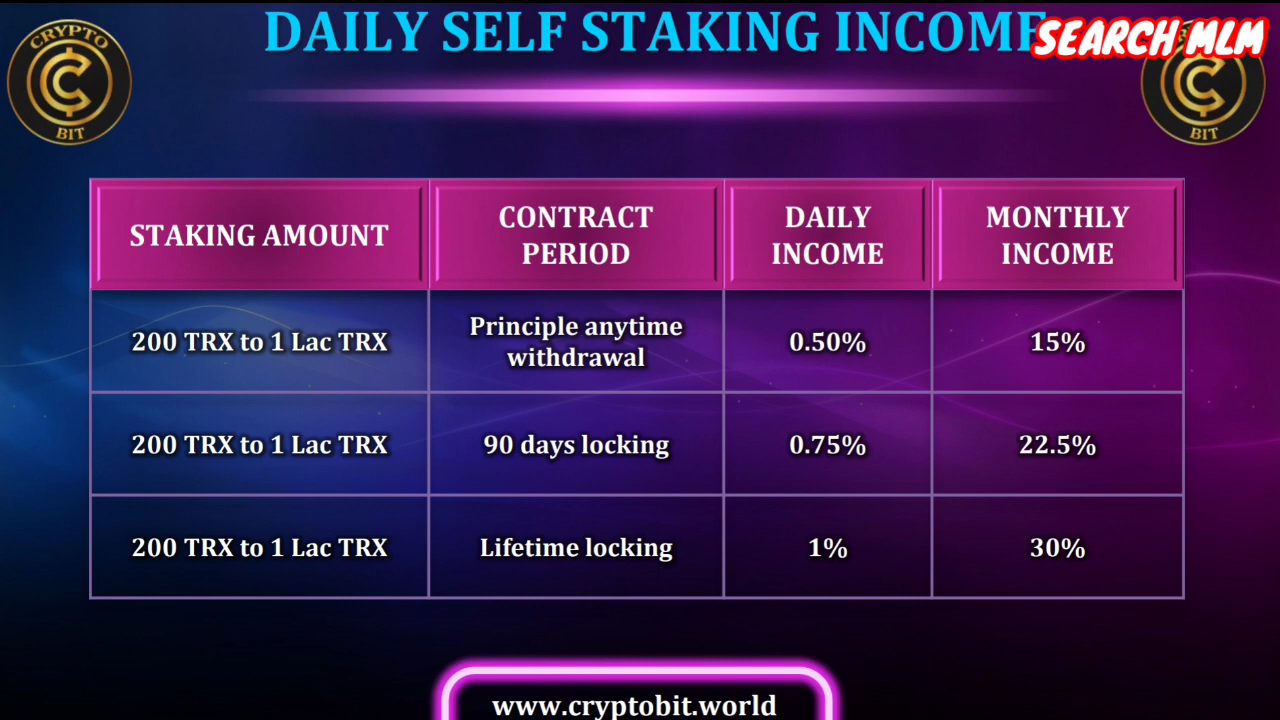 DAILY SELF STAKING INCOME
SEARCH MLM
CRYPTO
BIT
BIT
STAKING AMOUNT
CONTRACT
PERIOD
DAILY
INCOME
MONTHLY
INCOME
200 TRX to 1 Lac TRX
Principle anytime
withdrawal
0.50%
15%
200 TRX to 1 Lac TRX
90 days locking
0.75%
22.5%
200 TRX to 1 Lac TRX
Lifetime locking
1%
30%
www.cryptobit.world